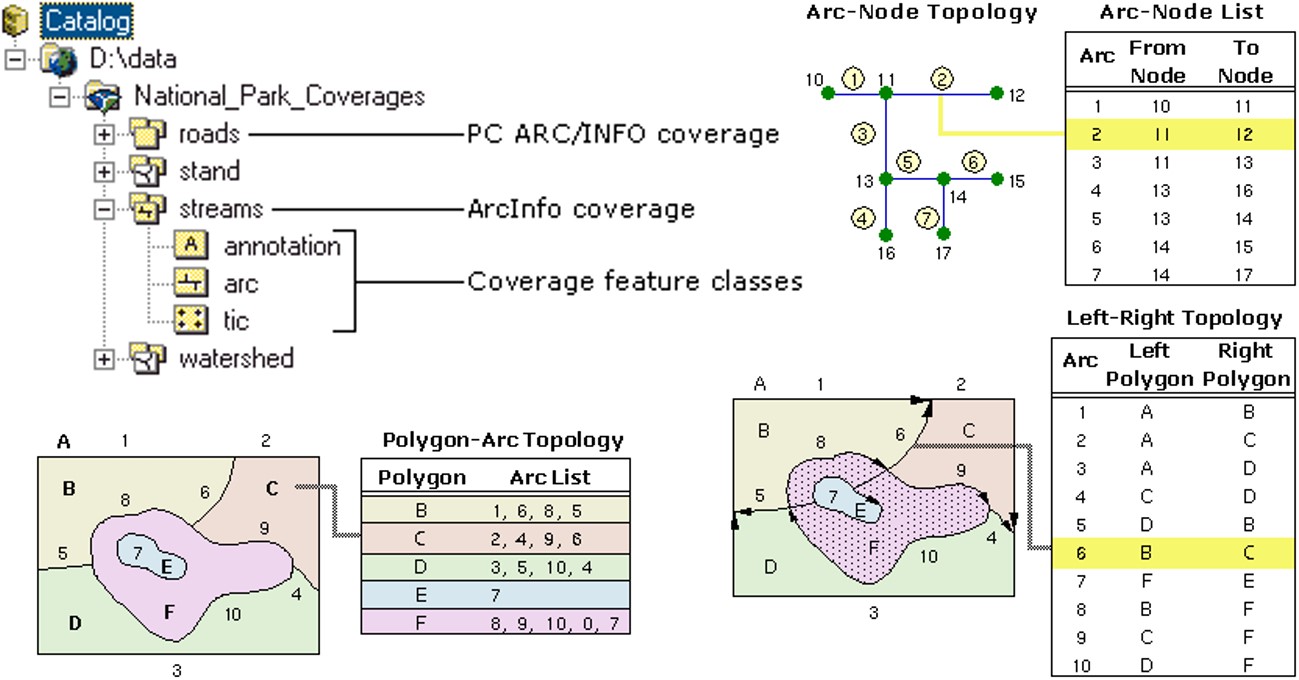 Catalog
D:\data
National_Park_Coverages
roads
PC ARC/INFO coverage
stand
streams
ArcInfo coverage
A annotation
arc
Coverage feature classes
tic
watershed
Arc-Node Topology
10 1 11 2 12
3
13 5 6 15
14
4 7
16 17
Arc-Node List
Arc From Node To Node
1 10 11
2 11 12
3 11 13
4 13 16
5 13 14
6 14 15
7 14 17
A 1 2
B 8 6 C
9
5 7 E
4
D F 10
3
Polygon-Arc Topology
Polygon Arc List
B 1, 6, 8, 5
C 2, 4, 9, 6
D 3, 5, 10, 4
E 7
F 8, 9, 10, 0, 7
A 1 2
B 8 6 C
9
5 7 E
4
D F 10
3
Left-Right Topology
Arc Left Polygon Right Polygon
1 A B
2 A C
3 A D
4 C D
5 D B
6 B C
7 F E
8 B F
9 C F
10 D F